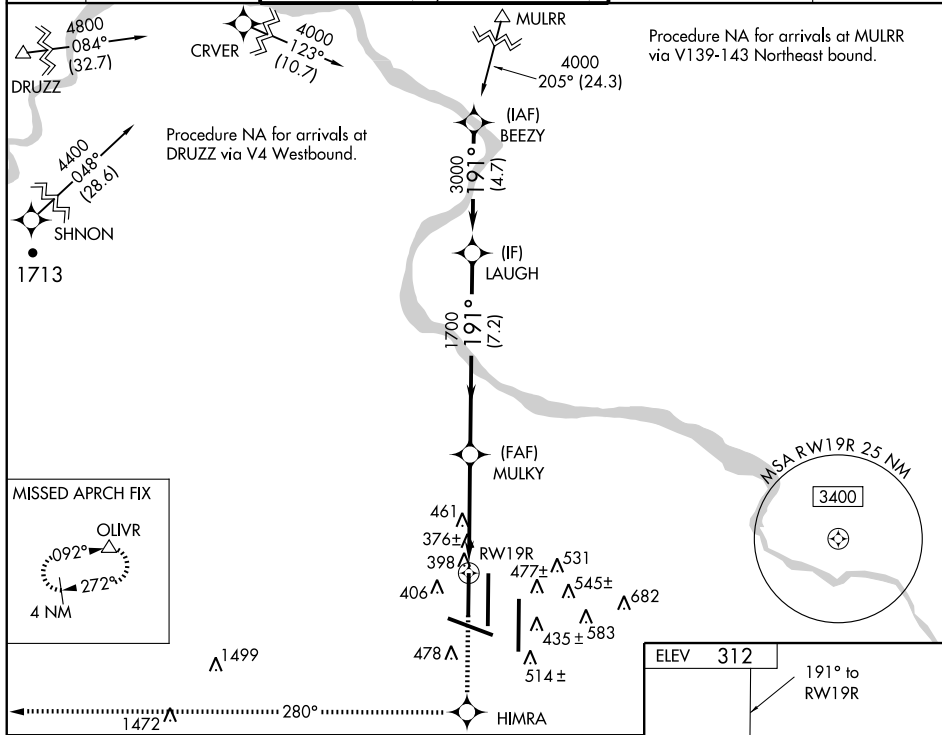 4800
084°
(32.7)
DRUZZ
CRVER
4000
123°
(10.7)
MULRR
4000
205° (24.3)
Procedure NA for arrivals at MULRR
via V139-143 Northeast bound.
(IAF)
BEEZY
Procedure NA for arrivals at
DRUZZ via V4 Westbound.
4400
048°
(28.6)
SHNON
1713
3000
191°
(4.7)
(IF)
LAUGH
1700
191°
(7.2)
(FAF)
MULKY
MSA RW19R 25 NM
3400
MISSED APRCH FIX
OLIVR
092°
272°
4 NM
461
376±
398
RW19R
406
477±
531
545±
682
435±
583
478
514±
1499
1472
280°
HIMRA
ELEV 312
191° to
RW19R